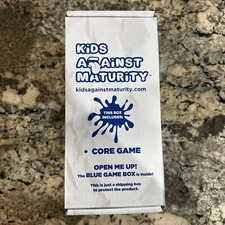 KiDS
AGAiNST
MATURiTY™
kidsagainstmaturity.com
THIS BOX
INCLUDES:
• CORE GAME
OPEN ME UP!
The BLUE GAME BOX is inside!
This is just a shipping box
to protect the product.